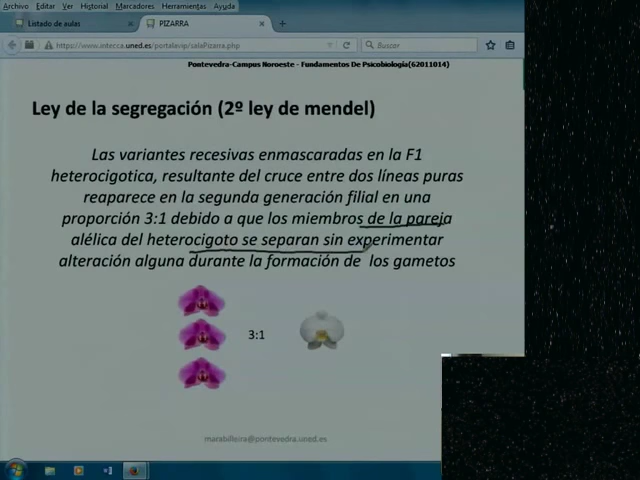 Archivo Editar Ver Historial Marcadores Herramientas Ayuda
Listado de aulas
PIZARRA
https://www.intecca.uned.es/portalavip/salaPizarra.php
Buscar
Pontevedra-Campus Noroeste - Fundamentos De Psicobiología(62011014)
Ley de la segregación (2º ley de mendel)
Las variantes recesivas enmascaradas en la F1
heterocigotica, resultante del cruce entre dos líneas puras
reaparece en la segunda generación filial en una
proporción 3:1 debido a que los miembros de la pareja
alélica del heterocigoto se separan sin experimentar
alteración alguna durante la formación de los gametos
3:1
marabilleira@pontevedra.uned.es